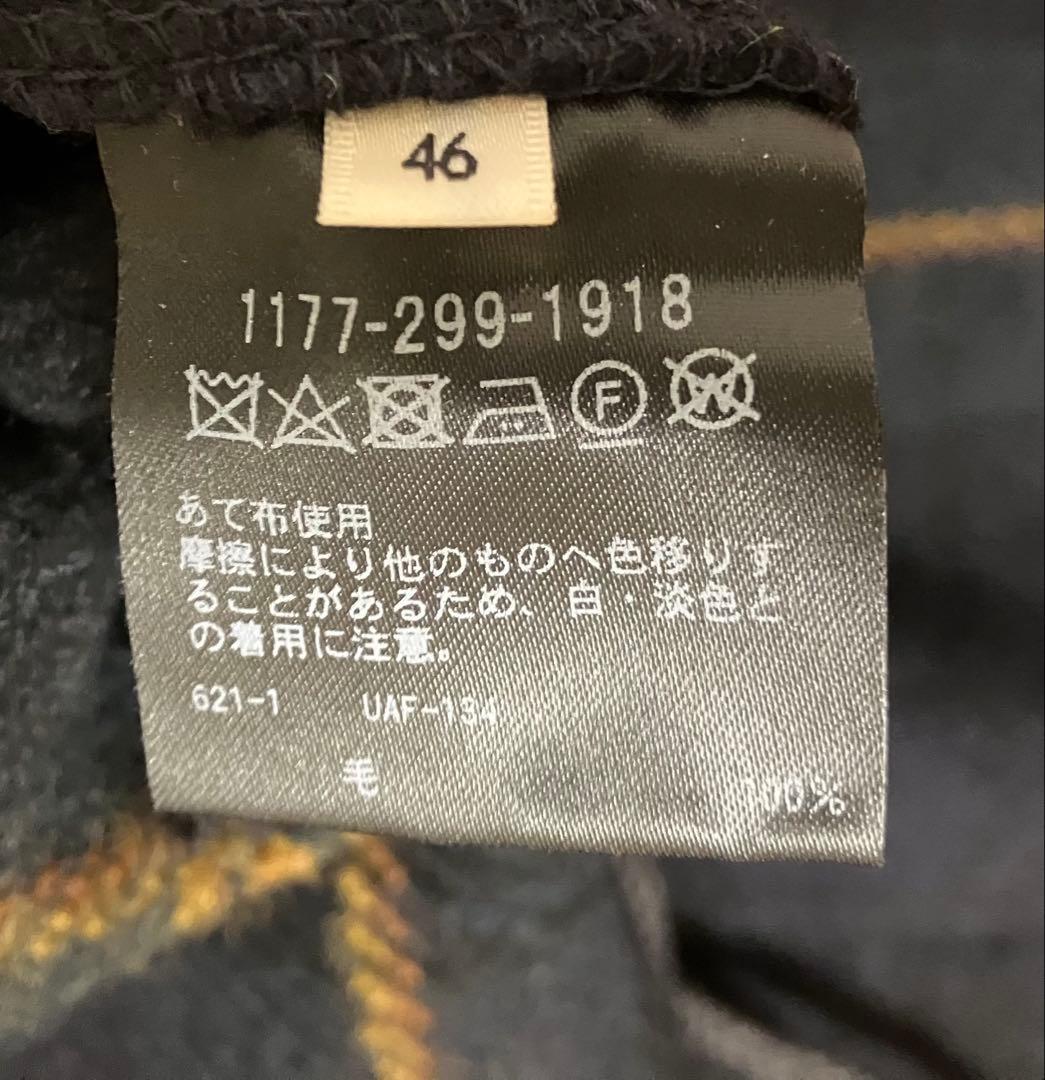 46
1177-299-1918
F
W
あて布使用
摩擦により他のものへ色移りす
ることがあるため、白・淡色と
の着用に注意。
621-1 UAF-134
毛 100%